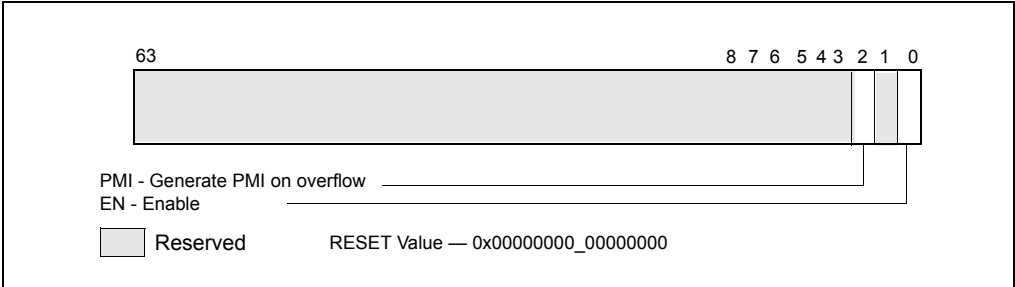 63 8 7 6 5 4 3 2 1 0
PMI - Generate PMI on overflow
EN - Enable
Reserved RESET Value — 0x00000000_00000000